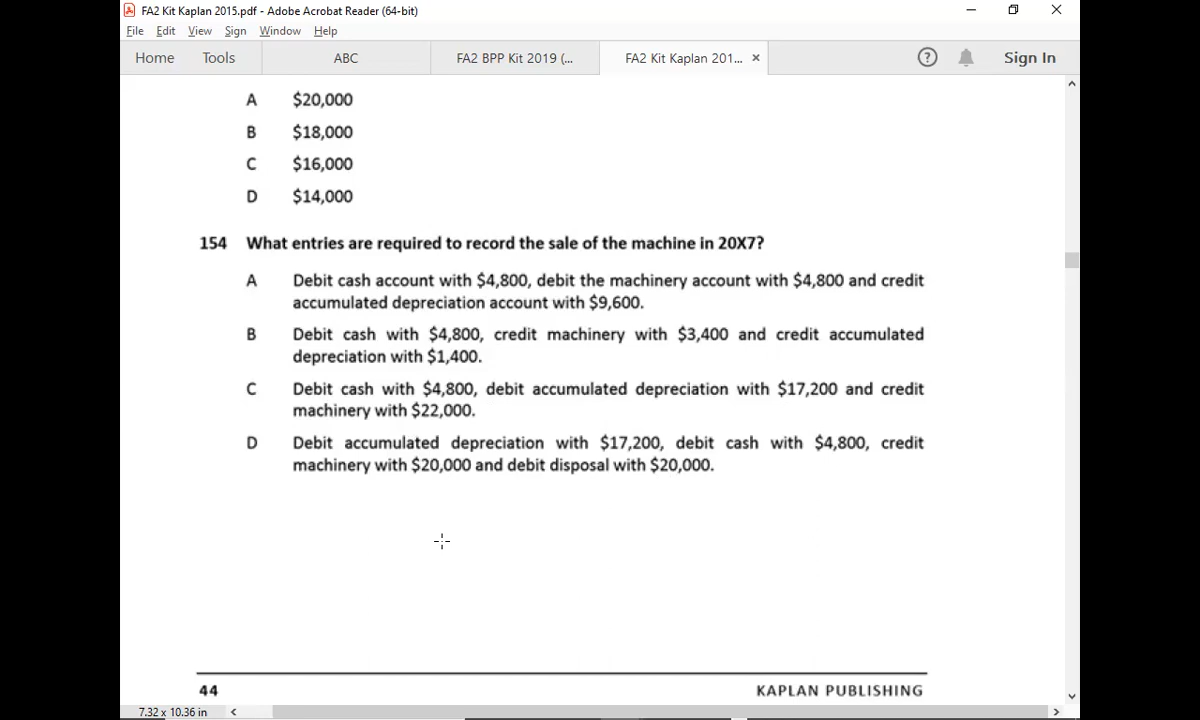 FA2 Kit Kaplan 2015.pdf - Adobe Acrobat Reader (64-bit)
File Edit View Sign Window Help
Home Tools ABC FA2 BPP Kit 2019 (... FA2 Kit Kaplan 201... × ? Sign In
A $20,000
B $18,000
C $16,000
D $14,000
154 What entries are required to record the sale of the machine in 20X7?
A Debit cash account with $4,800, debit the machinery account with $4,800 and credit
accumulated depreciation account with $9,600.
B Debit cash with $4,800, credit machinery with $3,400 and credit accumulated
depreciation with $1,400.
C Debit cash with $4,800, debit accumulated depreciation with $17,200 and credit
machinery with $22,000.
D Debit accumulated depreciation with $17,200, debit cash with $4,800, credit
machinery with $20,000 and debit disposal with $20,000.
44 KAPLAN PUBLISHING
7.32 x 10.36 in